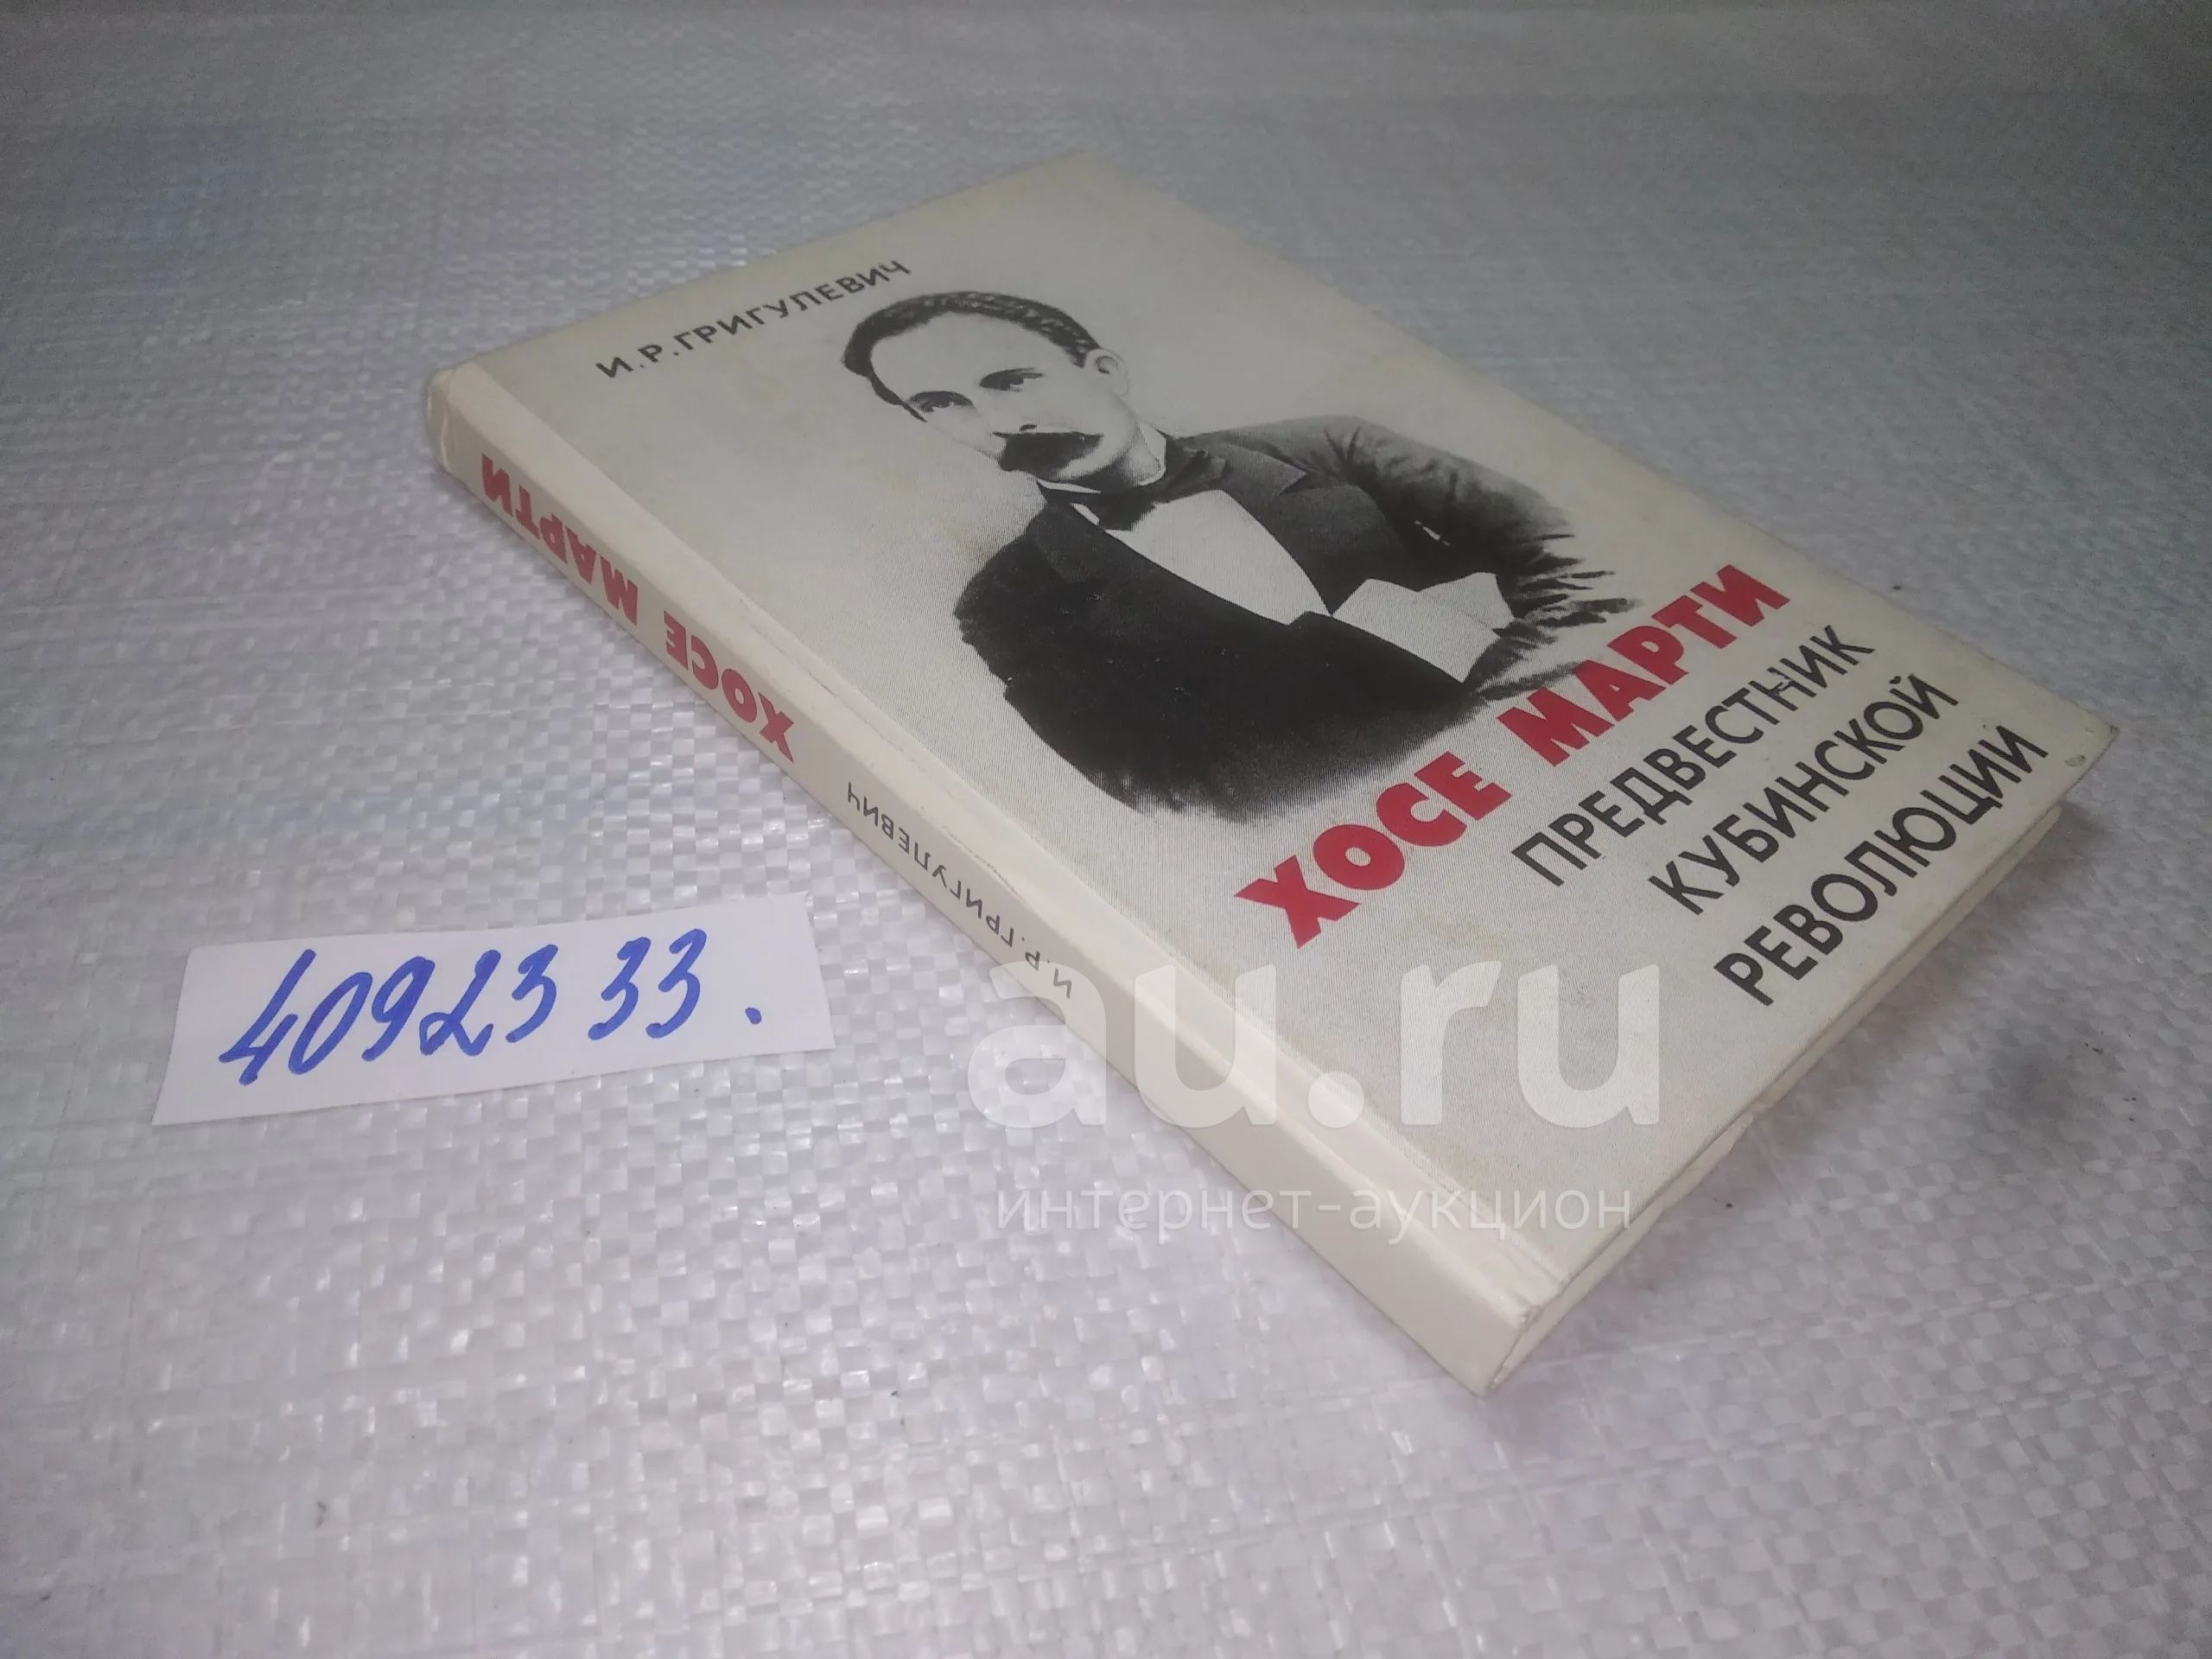 И.Р.ГРИГУЛЕВИЧ
ХОСЕ МАРТИ
ПРЕДВЕСТНИК
КУБИНСКОЙ
РЕВОЛЮЦИИ
И.Р.ГРИГУЛЕВИЧ ХОСЕ МАРТИ
4092333.
au.ru
интернет-аукцион